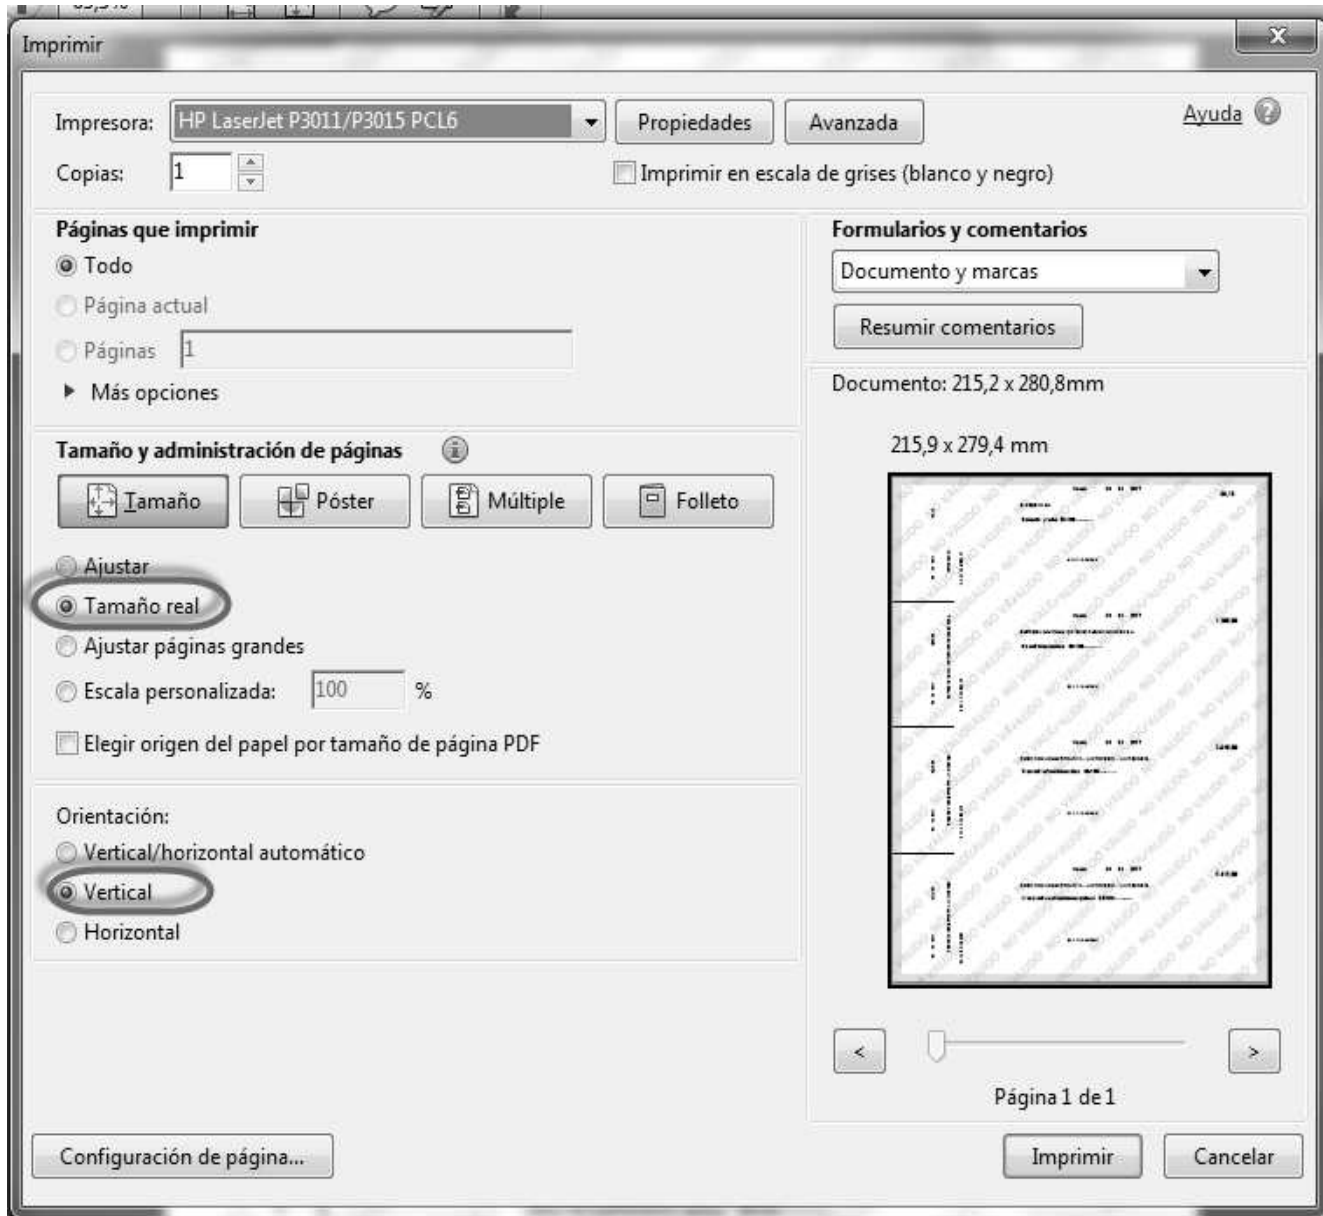 Imprimir
Impresora: HP LaserJet P3011/P3015 PCL6 Propiedades Avanzada Ayuda
Copias: 1 Imprimir en escala de grises (blanco y negro)
Páginas que imprimir
Todo
Página actual
Páginas 1
Más opciones
Tamaño y administración de páginas
Tamaño Póster Múltiple Folleto
Ajustar
Tamaño real
Ajustar páginas grandes
Escala personalizada: 100 %
Elegir origen del papel por tamaño de página PDF
Orientación:
Vertical/horizontal automático
Vertical
Horizontal
Formularios y comentarios
Documento y marcas
Resumir comentarios
Documento: 215,2 x 280,8mm
215,9 x 279,4 mm
NO VALIDO
< >
Página 1 de 1
Configuración de página... Imprimir Cancelar